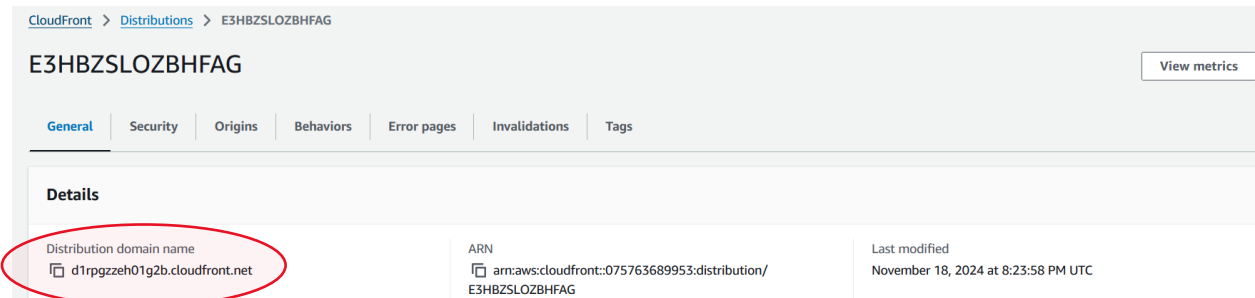 CloudFront > Distributions > E3HBZSLOZBHFAG
E3HBZSLOZBHFAG
View metrics
General Security Origins Behaviors Error pages Invalidations Tags
Details
Distribution domain name
d1rpgzzeh01g2b.cloudfront.net
ARN
arn:aws:cloudfront::075763689953:distribution/
E3HBZSLOZBHFAG
Last modified
November 18, 2024 at 8:23:58 PM UTC